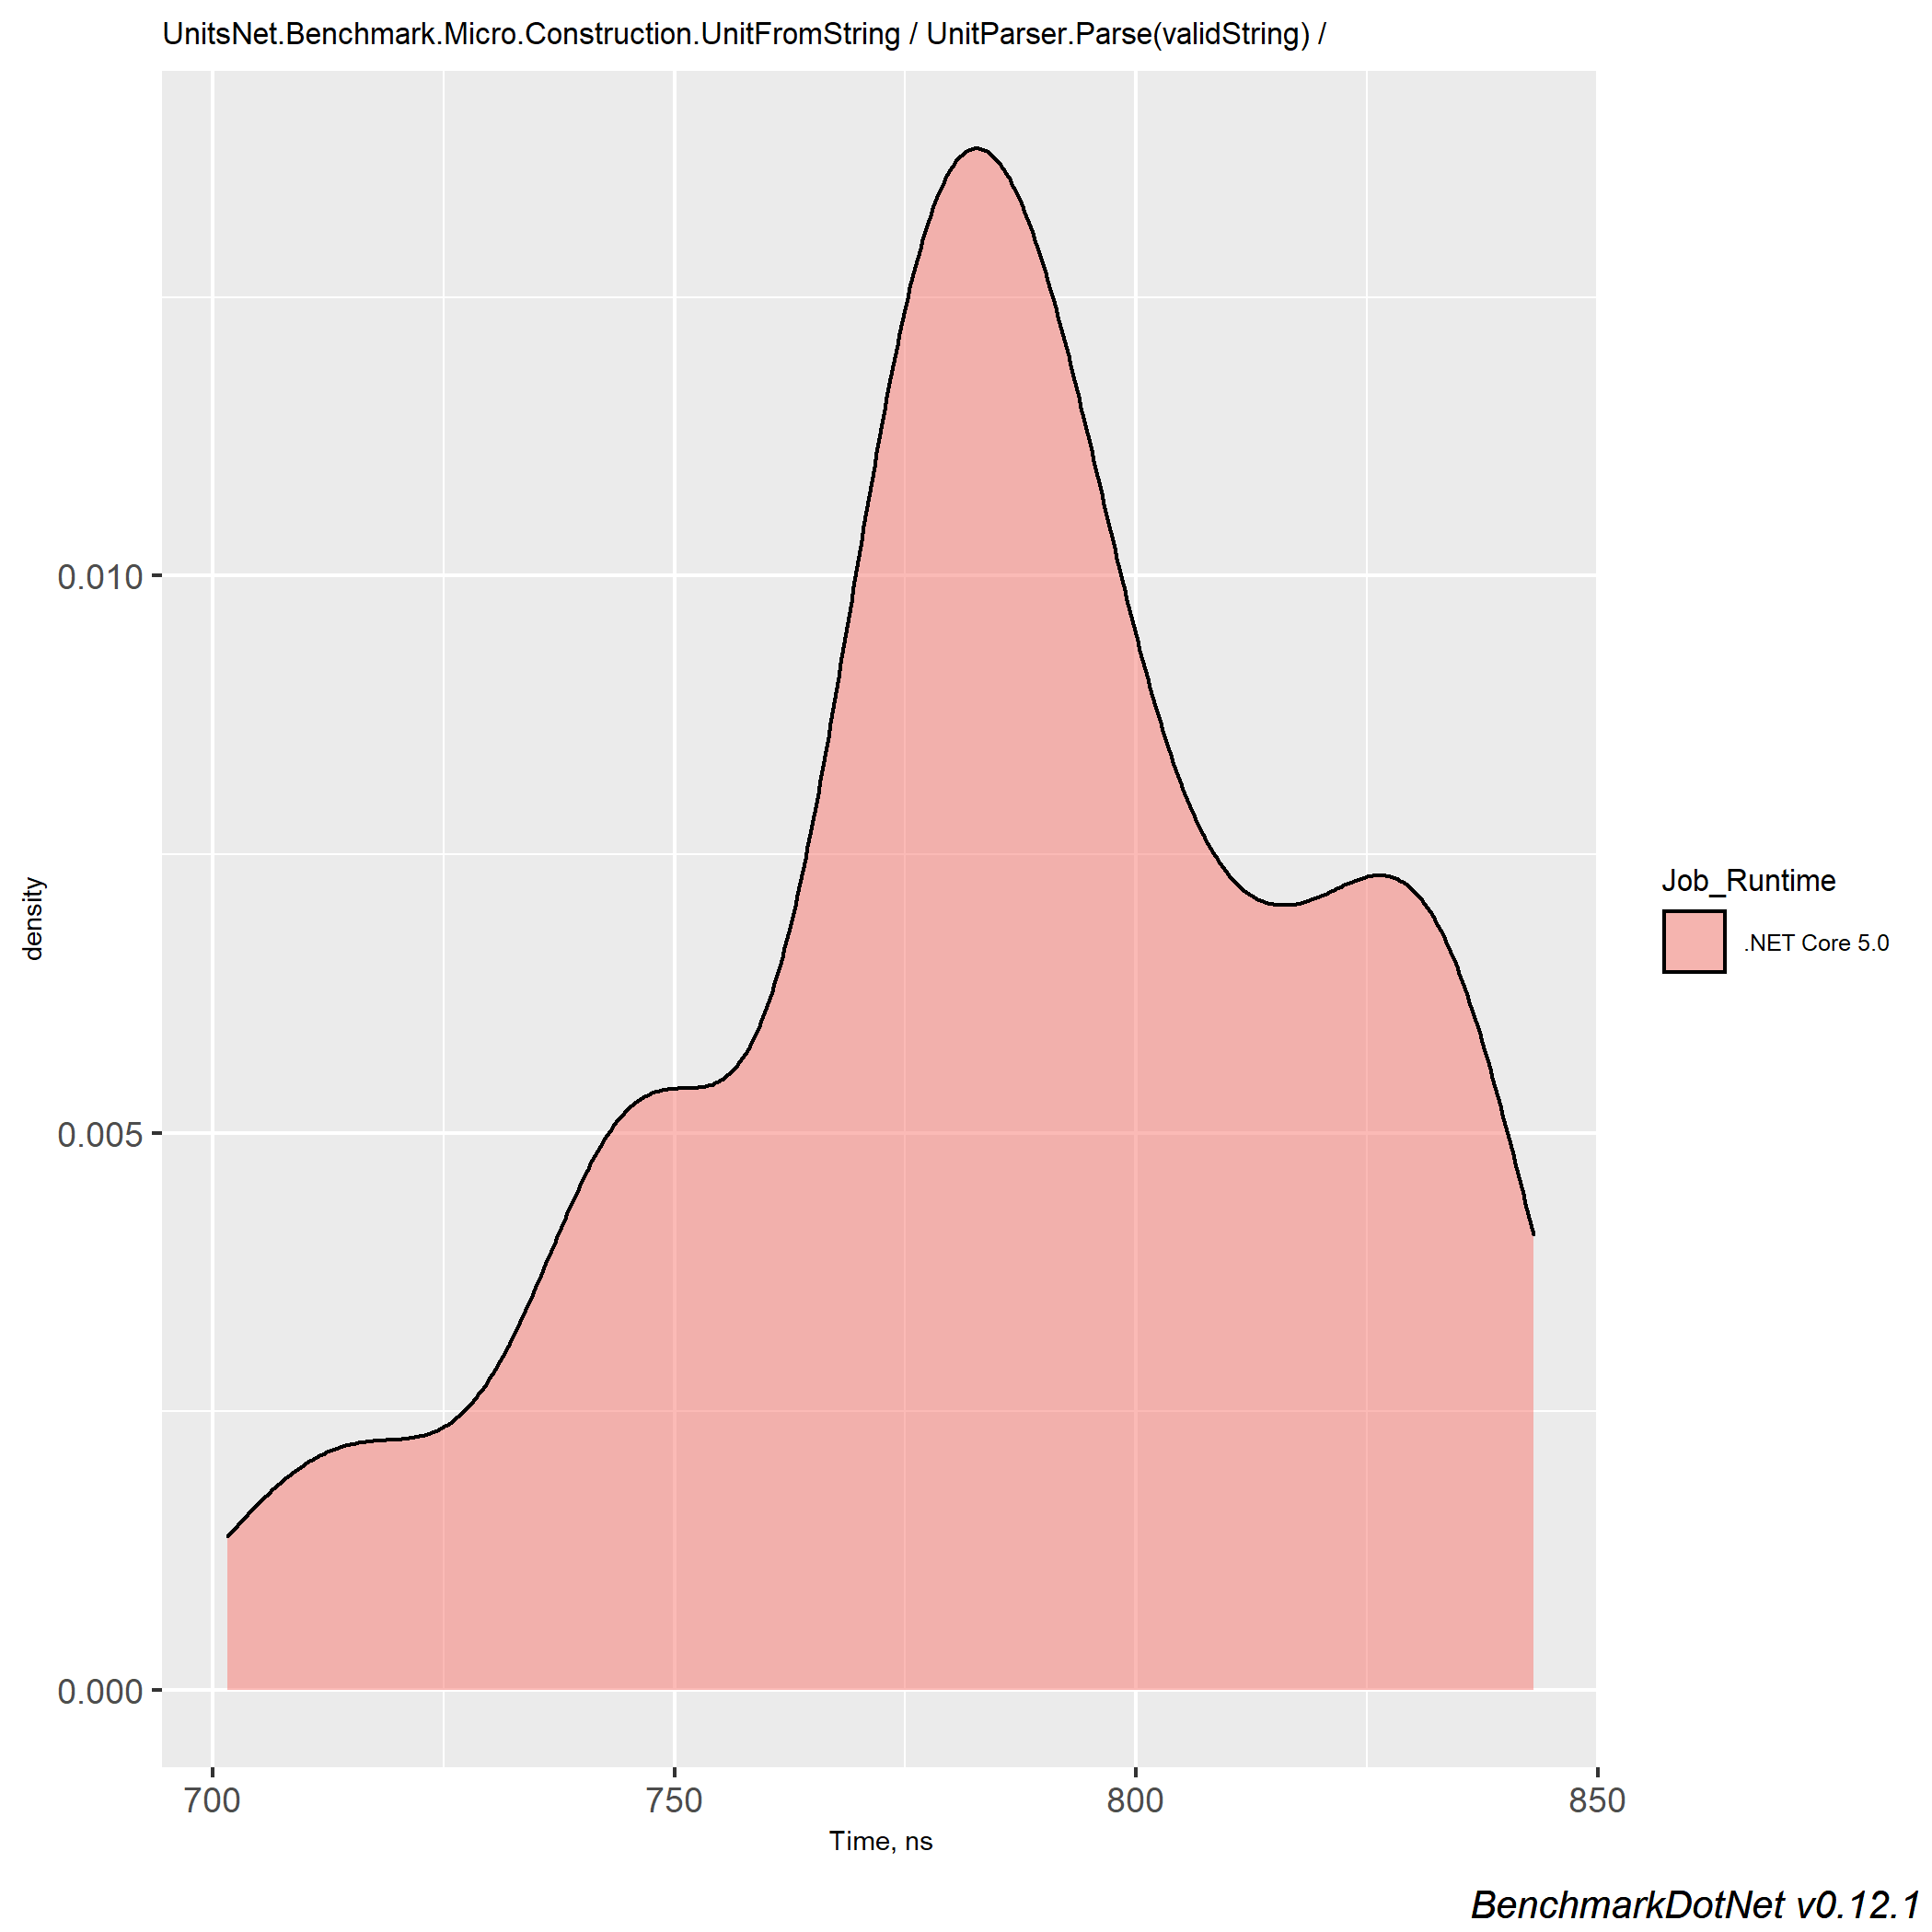 UnitsNet.Benchmark.Micro.Construction.UnitFromString / UnitParser.Parse(validString) /
0.010
0.005
0.000
density
700 750 800 850
Time, ns
Job_Runtime
.NET Core 5.0
BenchmarkDotNet v0.12.1